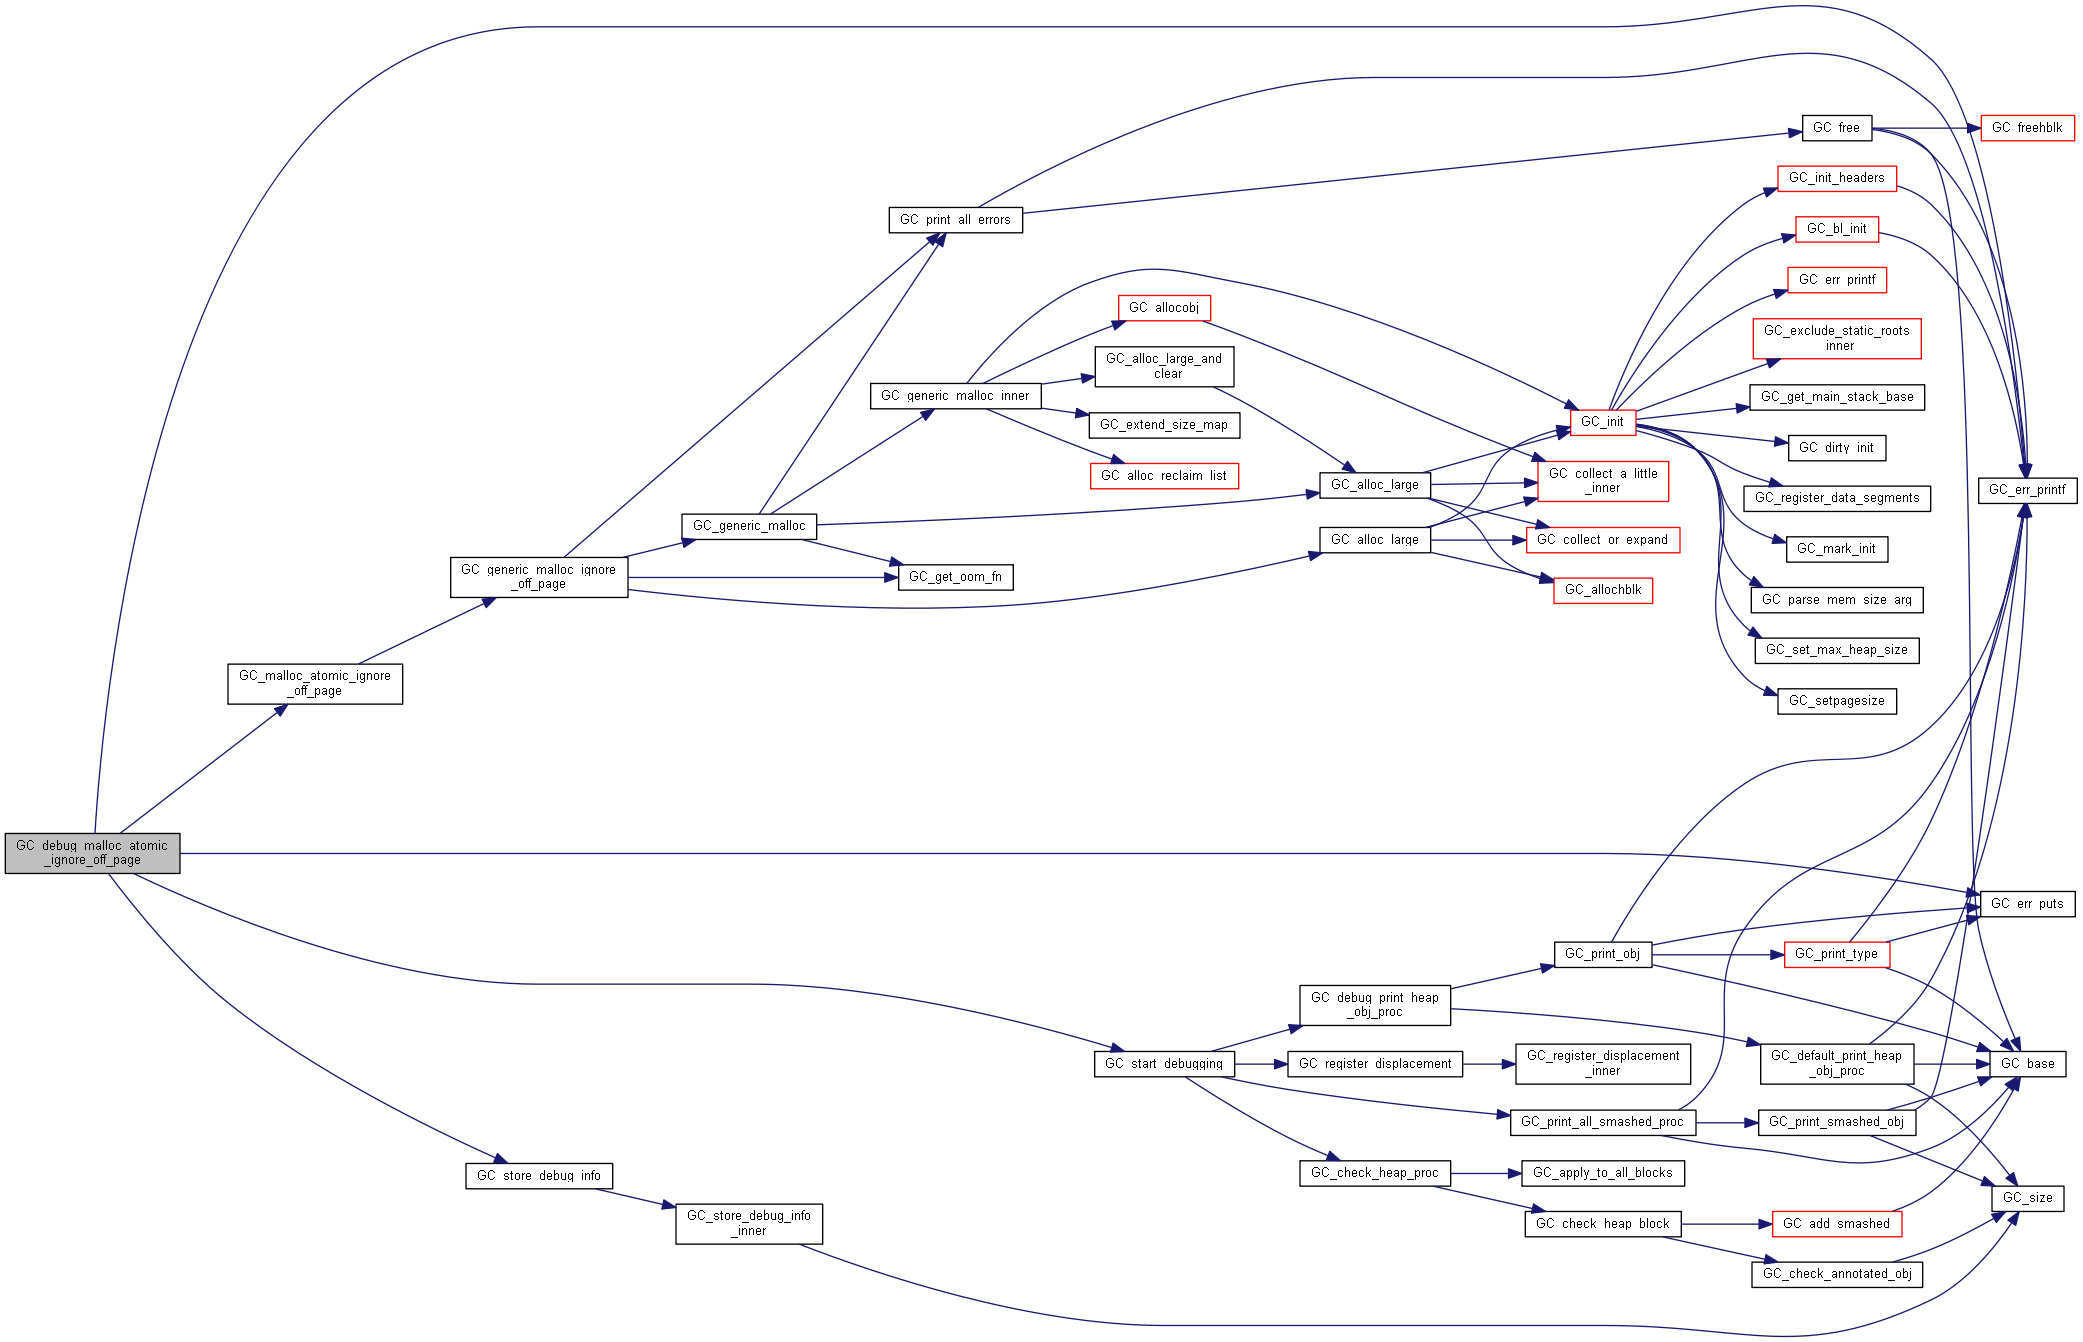 GC_free
GC_freehblk
GC_init_headers
GC_print_all_errors
GC_bl_init
GC_err_printf
GC_allocobj
GC_exclude_static_roots
_inner
GC_alloc_large_and
_clear
GC_generic_malloc_inner
GC_get_main_stack_base
GC_extend_size_map
GC_init
GC_dirty_init
GC_alloc_reclaim_list
GC_collect_a_little
_inner
GC_alloc_large
GC_register_data_segments
GC_err_printf
GC_generic_malloc
GC_alloc_large
GC_collect_or_expand
GC_mark_init
GC_generic_malloc_ignore
_off_page
GC_get_oom_fn
GC_allochblk
GC_parse_mem_size_arg
GC_set_max_heap_size
GC_malloc_atomic_ignore
_off_page
GC_setpagesize
GC_debug_malloc_atomic
_ignore_off_page
GC_err_puts
GC_print_obj
GC_print_type
GC_debug_print_heap
_obj_proc
GC_start_debugging
GC_register_displacement
GC_register_displacement
_inner
GC_default_print_heap
_obj_proc
GC_base
GC_print_all_smashed_proc
GC_print_smashed_obj
GC_store_debug_info
GC_check_heap_proc
GC_apply_to_all_blocks
GC_size
GC_store_debug_info
_inner
GC_check_heap_block
GC_add_smashed
GC_check_annotated_obj